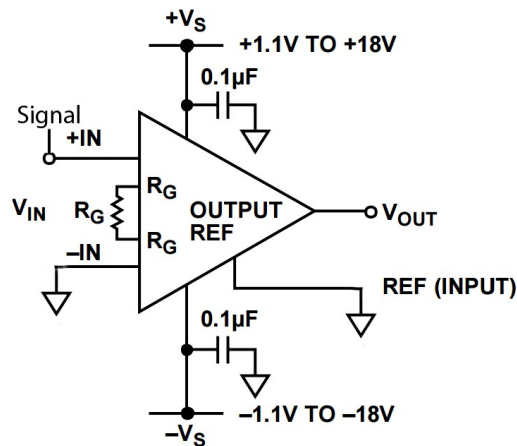 +VS
+1.1V TO +18V
0.1µF
Signal
+IN
RG
VIN
RG
OUTPUT
REF
VOUT
RG
–IN
REF (INPUT)
0.1µF
–1.1V TO –18V
–VS